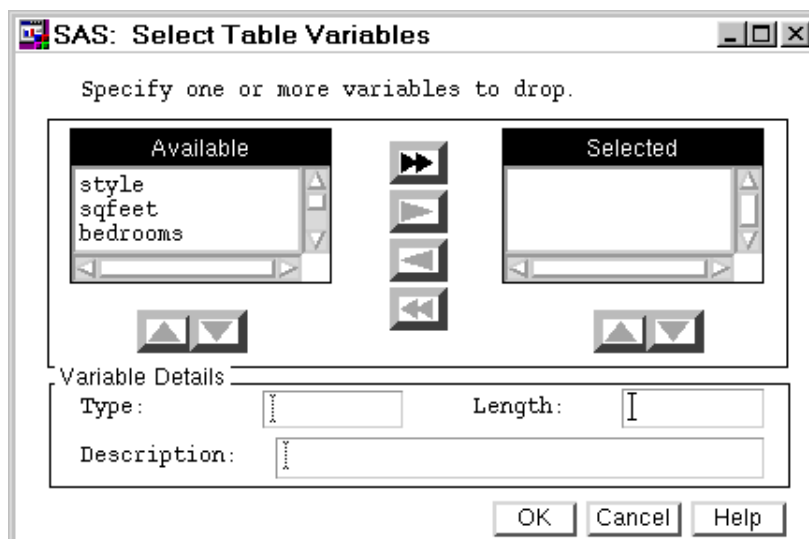 SAS: Select Table Variables
Specify one or more variables to drop.
Available
Selected
style
sqfeet
bedrooms
Variable Details
Type:
Length:
Description:
OK
Cancel
Help